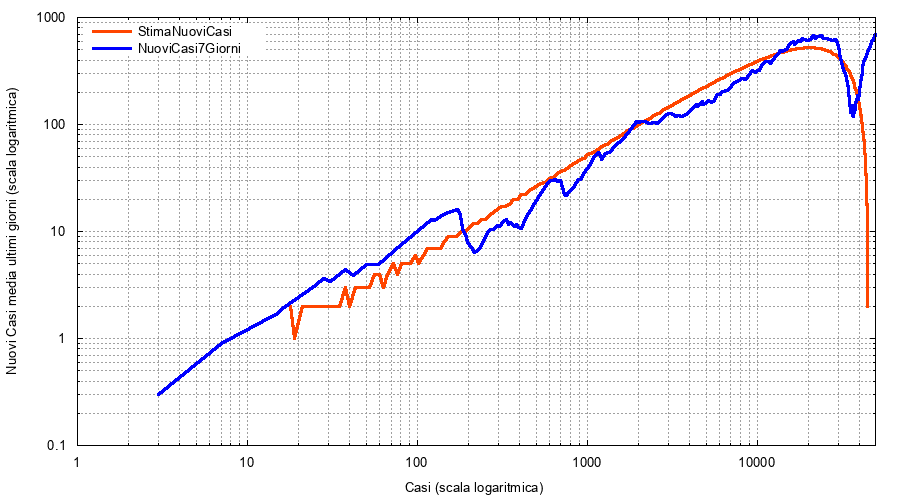 1000
100
10
1
0.1
Nuovi Casi media ultimi giorni (scala logaritmica)
StimaNuoviCasi
NuoviCasi7Giorni
1
10
100
1000
10000
Casi (scala logaritmica)